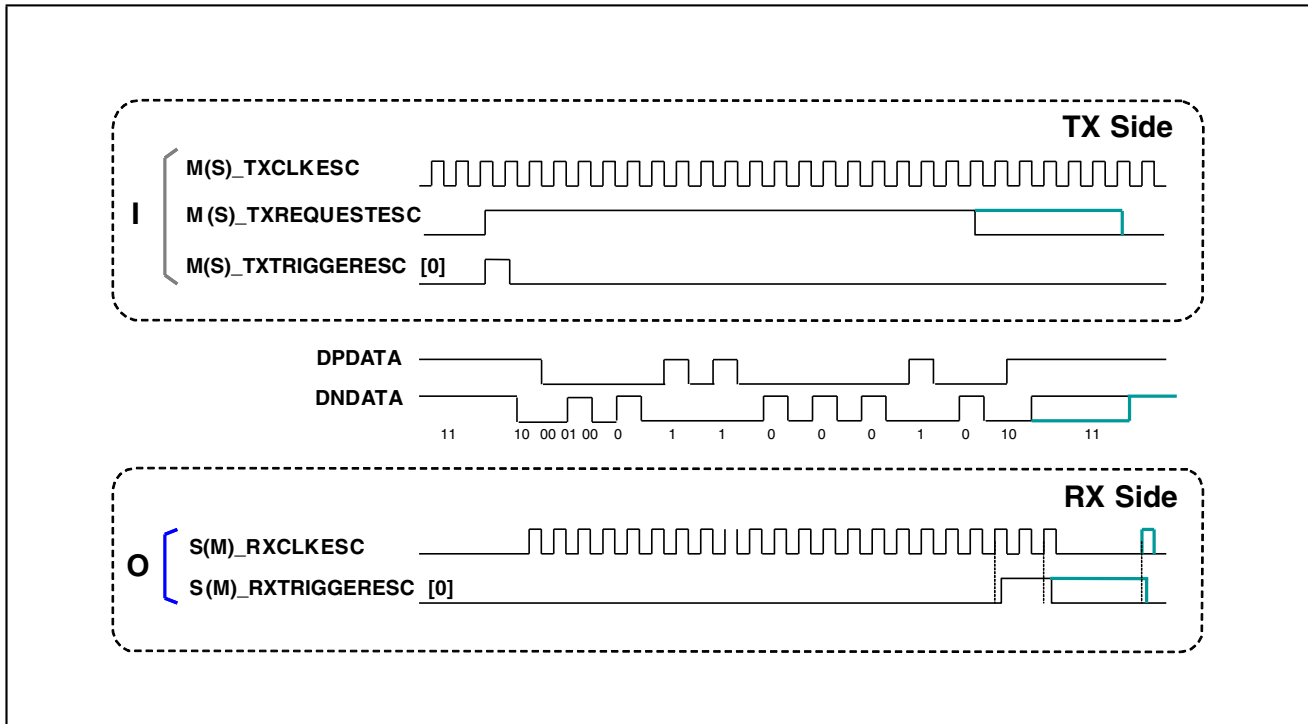 TX Side
I
M(S)_TXCLKESC
M(S)_TXREQUESTESC
M(S)_TXTRIGGERESC [0]
DPDATA
DNDATA
11 10 00 01 00 0 1 1 0 0 0 1 0 10 11
RX Side
O
S(M)_RXCLKESC
S(M)_RXTRIGGERESC [0]